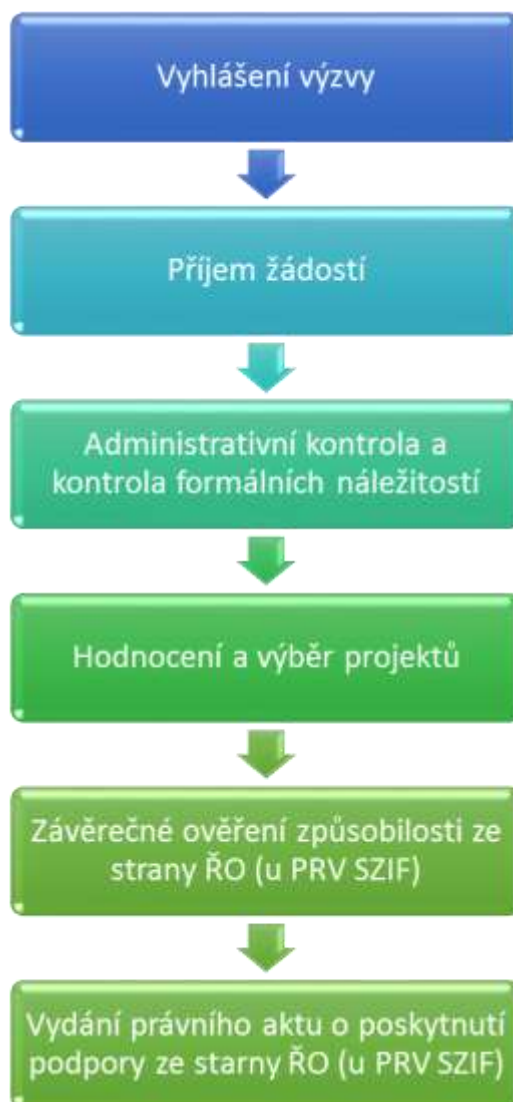 Vyhlášení výzvy
Příjem žádostí
Administrativní kontrola a
kontrola formálních náležitostí
Hodnocení a výběr projektů
Závěrečné ověření způsobilosti ze
strany ŘO (u PRV SZIF)
Vydání právního aktu o poskytnutí
podpory ze starny ŘO (u PRV SZIF)